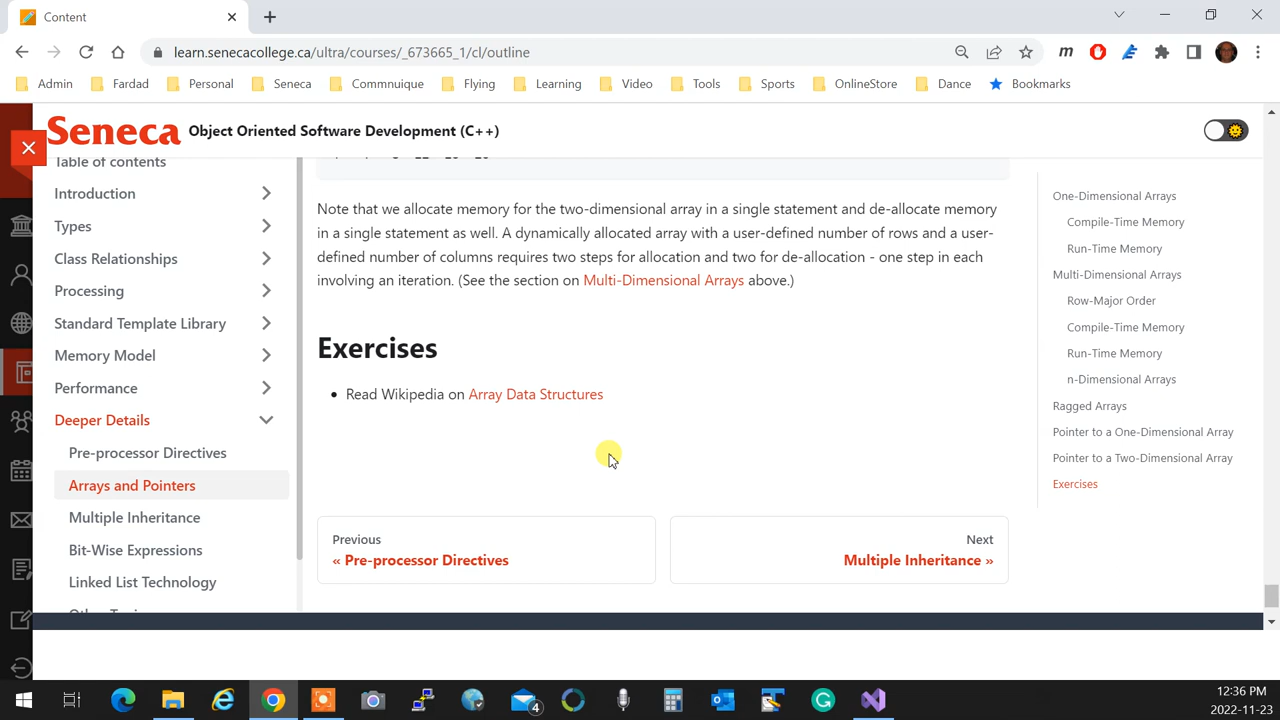 Content
learn.senecacollege.ca/ultra/courses/_673665_1/cl/outline
m
Admin Fardad Personal Seneca Commnuique Flying Learning Video Tools Sports OnlineStore Dance Bookmarks
Seneca Object Oriented Software Development (C++)
Table of contents
Introduction
Types
Class Relationships
Processing
Standard Template Library
Memory Model
Performance
Deeper Details
Pre-processor Directives
Arrays and Pointers
Multiple Inheritance
Bit-Wise Expressions
Linked List Technology
Note that we allocate memory for the two-dimensional array in a single statement and de-allocate memory
in a single statement as well. A dynamically allocated array with a user-defined number of rows and a user-
defined number of columns requires two steps for allocation and two for de-allocation - one step in each
involving an iteration. (See the section on Multi-Dimensional Arrays above.)
Exercises
• Read Wikipedia on Array Data Structures
Previous
« Pre-processor Directives
Next
Multiple Inheritance »
One-Dimensional Arrays
Compile-Time Memory
Run-Time Memory
Multi-Dimensional Arrays
Row-Major Order
Compile-Time Memory
Run-Time Memory
n-Dimensional Arrays
Ragged Arrays
Pointer to a One-Dimensional Array
Pointer to a Two-Dimensional Array
Exercises
4
12:36 PM
2022-11-23